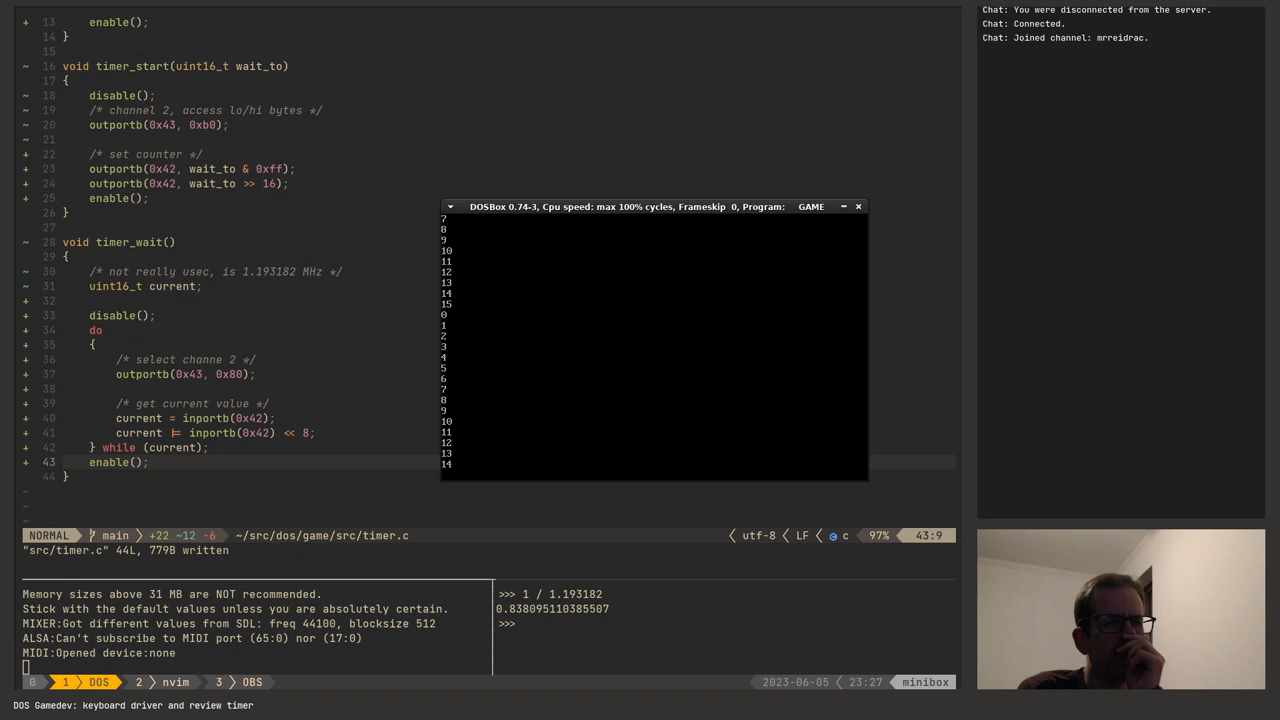 + 13     enable();
14 }
15
~ 16 void timer_start(uint16_t wait_to)
17 {
~ 18     disable();
~ 19     /* channel 2, access lo/hi bytes */
~ 20     outportb(0x43, 0xb0);
~ 21
+ 22     /* set counter */
+ 23     outportb(0x42, wait_to & 0xff);
+ 24     outportb(0x42, wait_to >> 16);
+ 25     enable();
26 }
27
~ 28 void timer_wait()
29 {
~ 30     /* not really usec, is 1.193182 MHz */
~ 31     uint16_t current;
+ 32
+ 33     disable();
+ 34     do
+ 35     {
+ 36         /* select channe 2 */
+ 37         outportb(0x43, 0x80);
+ 38
+ 39         /* get current value */
+ 40         current = inportb(0x42);
+ 41         current |= inportb(0x42) << 8;
+ 42     } while (current);
+ 43     enable();
44 }
~
~
~
NORMAL main +22 ~12 -6 ~/src/dos/game/src/timer.c utf-8 LF c 97% 43:9
"src/timer.c" 44L, 779B written
DOSBox 0.74-3, Cpu speed: max 100% cycles, Frameskip 0, Program: GAME
7
8
9
10
11
12
13
14
15
0
1
2
3
4
5
6
7
8
9
10
11
12
13
14
Memory sizes above 31 MB are NOT recommended.
Stick with the default values unless you are absolutely certain.
MIXER:Got different values from SDL: freq 44100, blocksize 512
ALSA:Can't subscribe to MIDI port (65:0) nor (17:0)
MIDI:Opened device:none
>>> 1 / 1.193182
0.838095110385507
>>>
0 1 DOS 2 nvim 3 OBS 2023-06-05 23:27 minibox
DOS Gamedev: keyboard driver and review timer
Chat: You were disconnected from the server.
Chat: Connected.
Chat: Joined channel: mrreidrac.